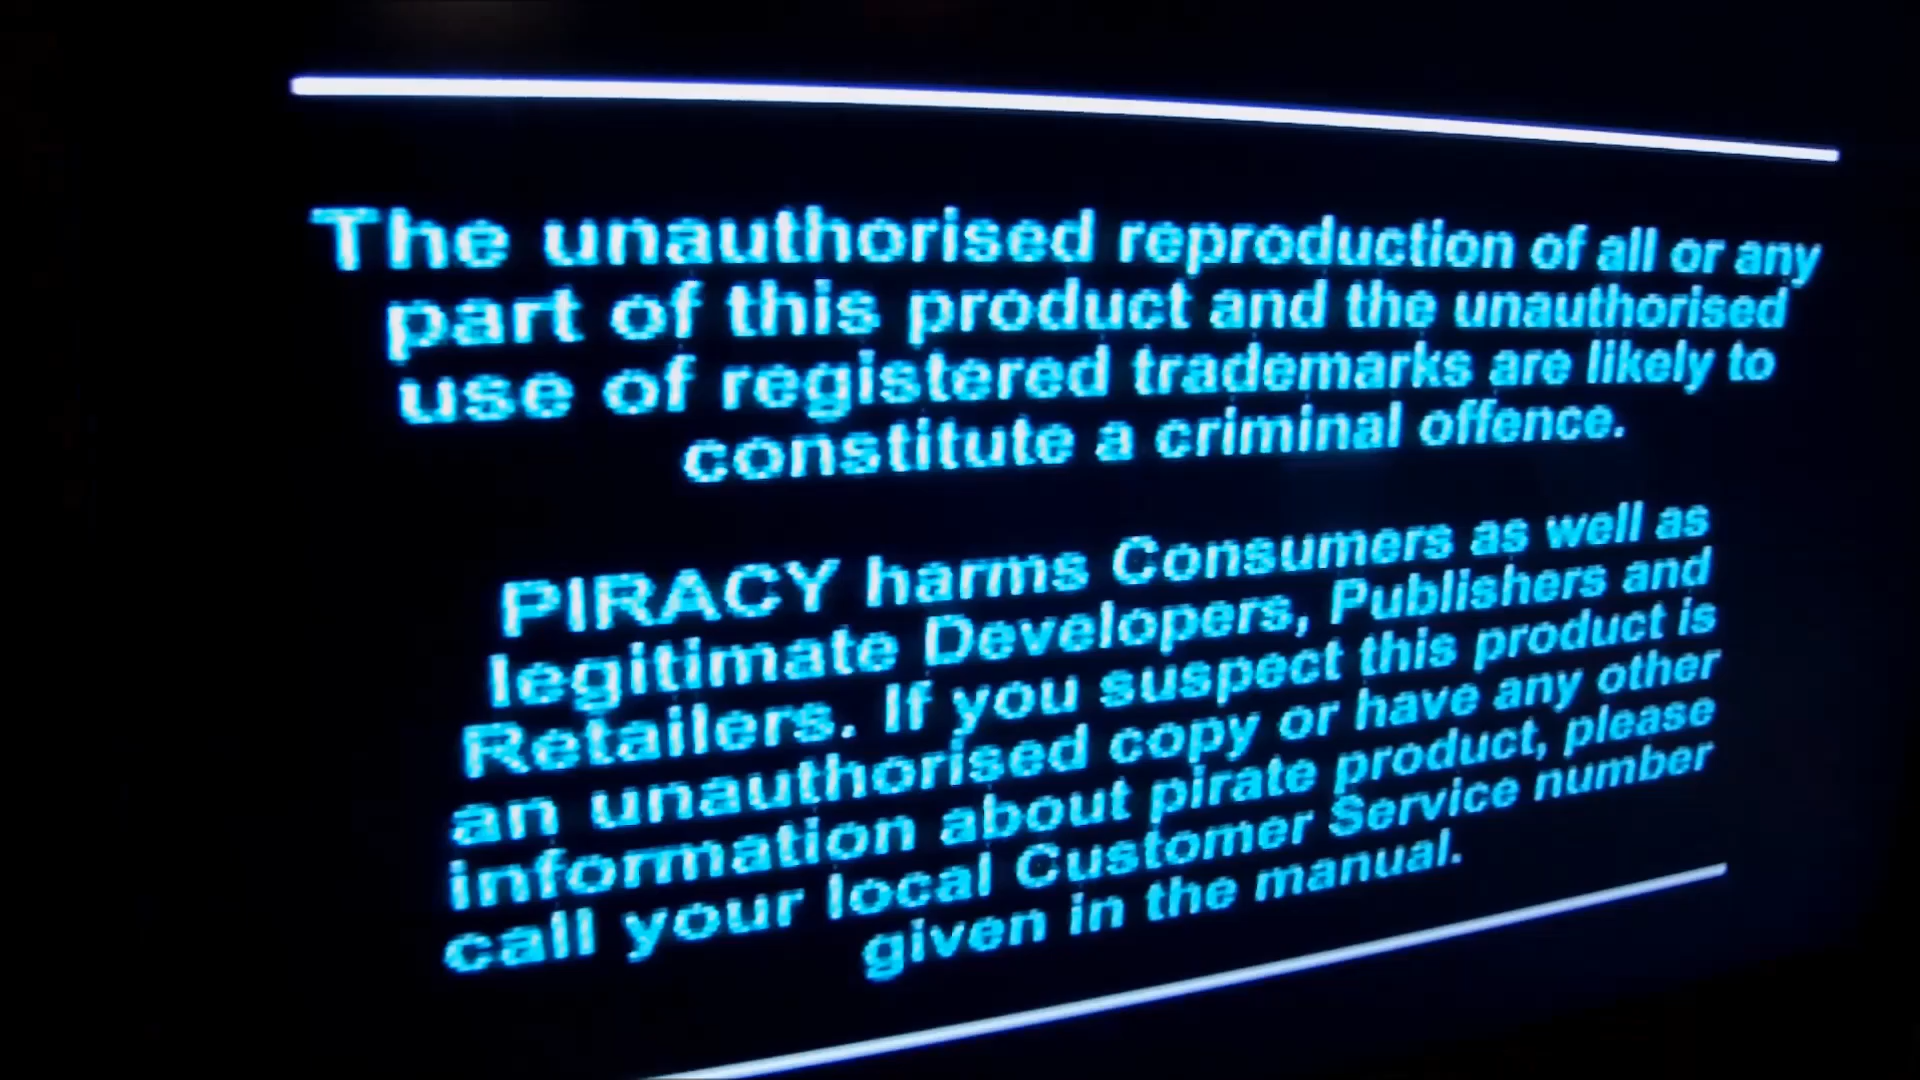 The unauthorised reproduction of all or any
part of this product and the unauthorised
use of registered trademarks are likely to
constitute a criminal offence.
PIRACY harms Consumers as well as
legitimate Developers, Publishers and
Retailers. If you suspect this product is
an unauthorised copy or have any other
information about pirate product, please
call your local Customer Service number
given in the manual.